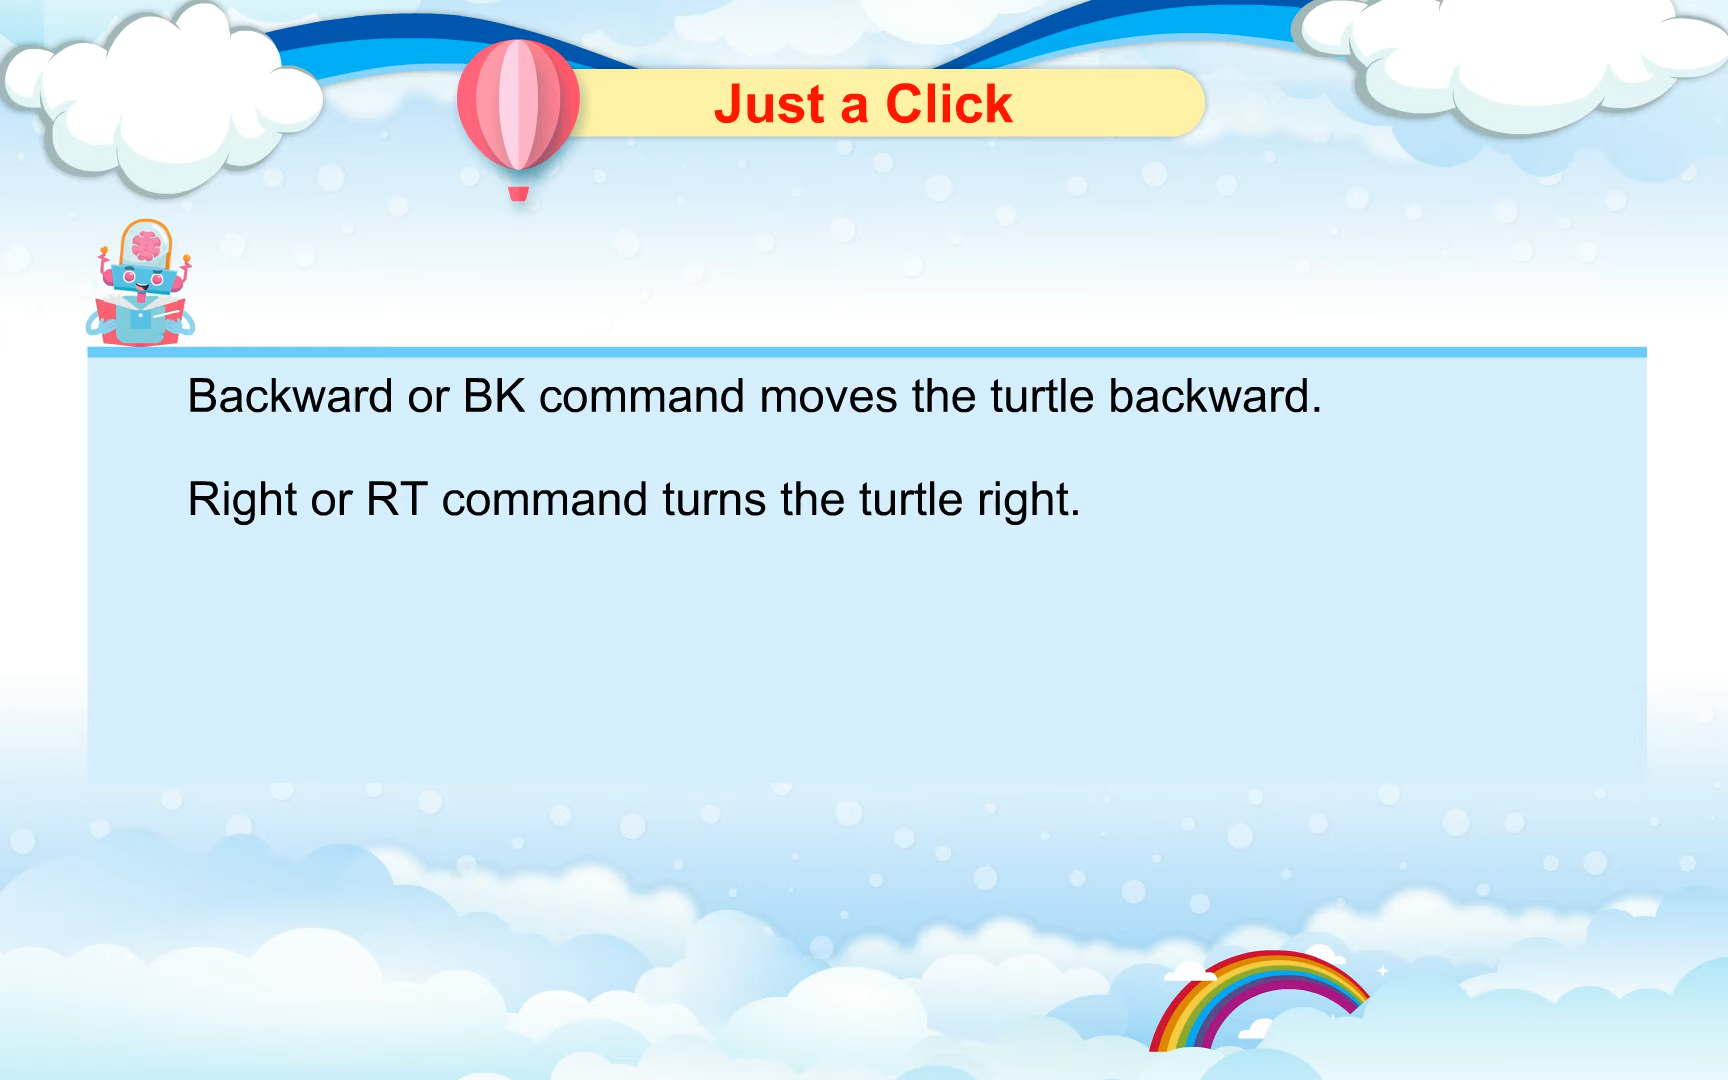 Just a Click
Backward or BK command moves the turtle backward.
Right or RT command turns the turtle right.